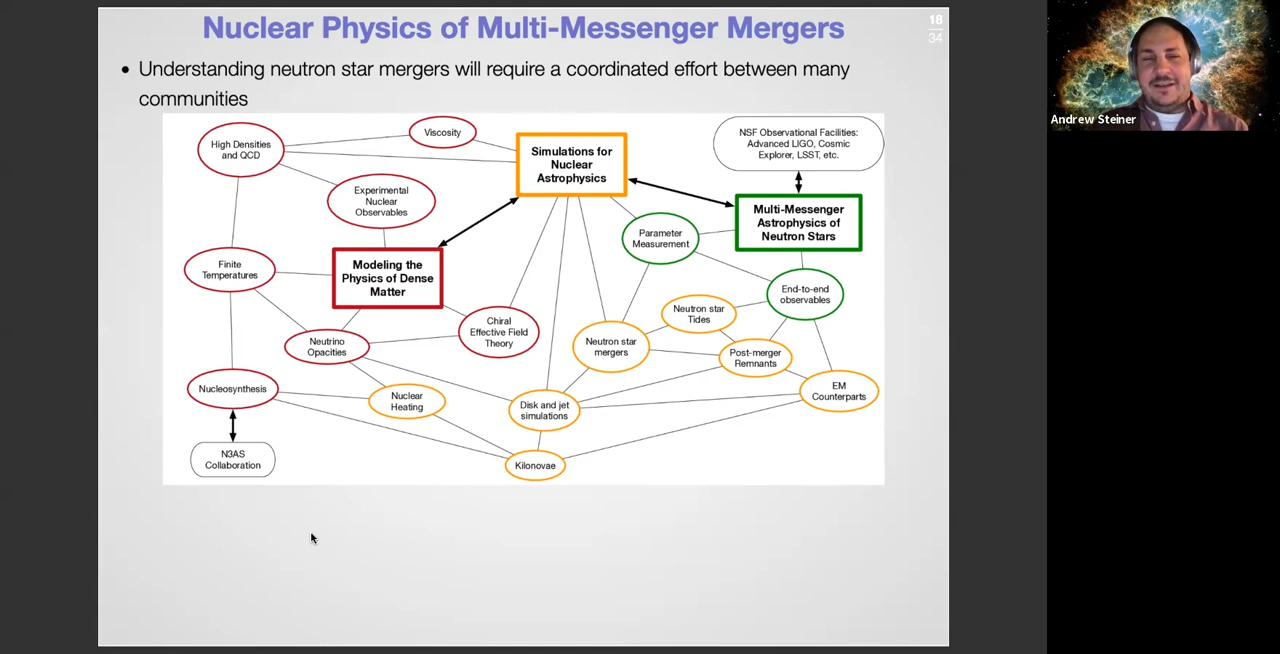 Nuclear Physics of Multi-Messenger Mergers
18
34
• Understanding neutron star mergers will require a coordinated effort between many
communities
High Densities
and QCD
Viscosity
Simulations for
Nuclear
Astrophysics
NSF Observational Facilities:
Advanced LIGO, Cosmic
Explorer, LSST, etc.
Experimental
Nuclear
Observables
Parameter
Measurement
Multi-Messenger
Astrophysics of
Neutron Stars
Finite
Temperatures
Modeling the
Physics of Dense
Matter
End-to-end
observables
Neutron star
Tides
Chiral
Effective Field
Theory
Neutrino
Opacities
Neutron star
mergers
Post-merger
Remnants
Nucleosynthesis
Nuclear
Heating
Disk and jet
simulations
EM
Counterparts
N3AS
Collaboration
Kilonovae
Andrew Steiner